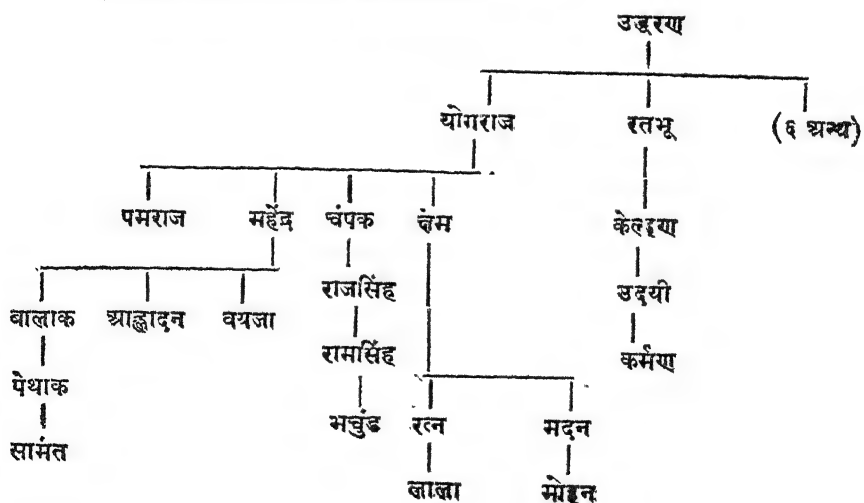 उद्धरण
योगराज रतभू (६ अन्य)
पमराज महेंद्र चंपक क्षेम केल्हण
बालाक आह्लादन वयजा राजसिंह उदयी
पेथाक रामसिंह कर्मण
सामंत भचुंड रत्न मदन
लाला मोहन